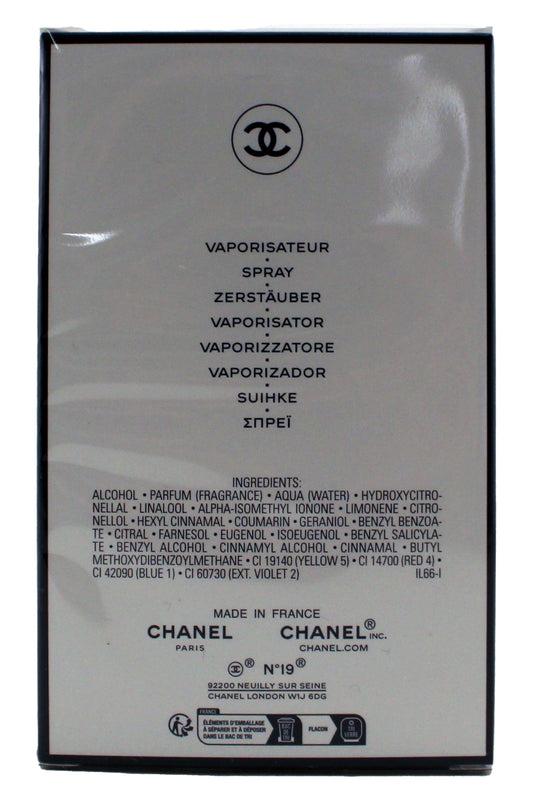 VAPORISATEUR
SPRAY
ZERSTÄUBER
VAPORISATOR
VAPORIZZATORE
VAPORIZADOR
SUIHKE
ΣΠΡΕΪ
INGREDIENTS:
ALCOHOL • PARFUM (FRAGRANCE) • AQUA (WATER) • HYDROXYCITRO-
NELLAL • LINALOOL • ALPHA-ISOMETHYL IONONE • LIMONENE • CITRO-
NELLOL • HEXYL CINNAMAL • COUMARIN • GERANIOL • BENZYL BENZOA-
TE • CITRAL • FARNESOL • EUGENOL • ISOEUGENOL • BENZYL SALICYLA-
TE • BENZYL ALCOHOL • CINNAMYL ALCOHOL • CINNAMAL • BUTYL
METHOXYDIBENZOYLMETHANE • CI 19140 (YELLOW 5) • CI 14700 (RED 4) •
CI 42090 (BLUE 1) • CI 60730 (EXT. VIOLET 2) IL66-I
MADE IN FRANCE
CHANEL CHANEL® INC.
PARIS CHANEL.COM
® N°19®
92200 NEUILLY SUR SEINE
CHANEL LONDON W1J 6DG
FRANCE
ÉLÉMENTS D'EMBALLAGE
À SÉPARER ET À DÉPOSER
DANS LE BAC DE TRI
BAC DE TRI
FLACON
TRI VERRE